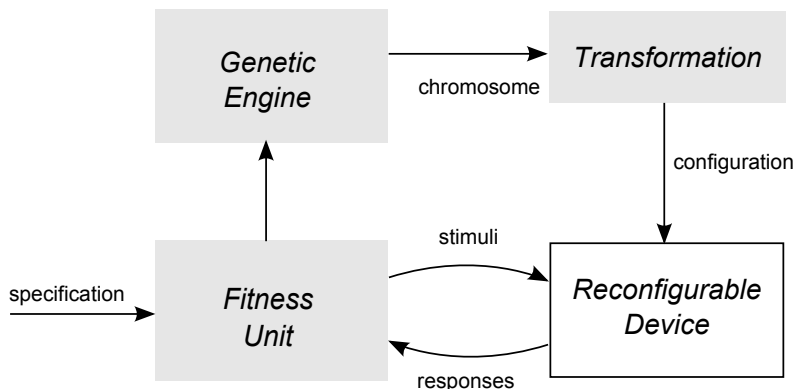 Genetic
Engine
chromosome
Transformation
configuration
stimuli
specification
Fitness
Unit
Reconfigurable
Device
responses